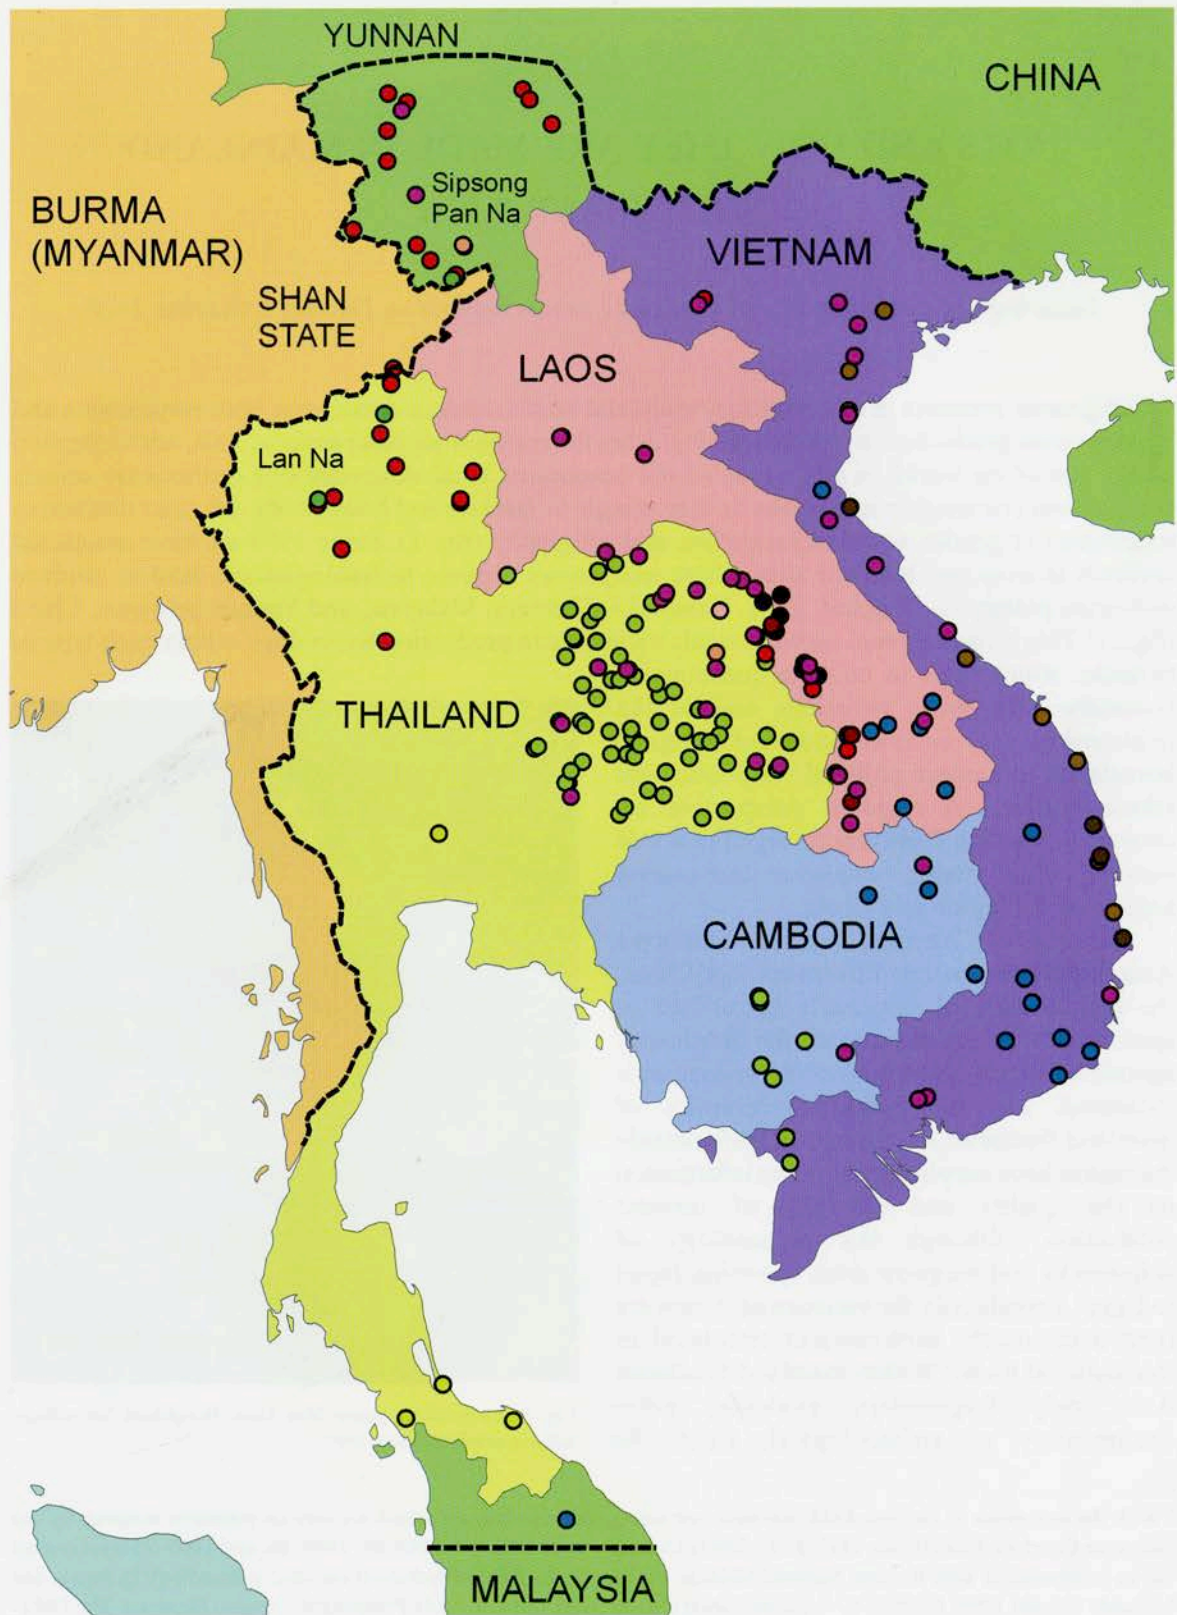 YUNNAN
CHINA
Sipsong
Pan Na
BURMA
(MYANMAR)
VIETNAM
SHAN
STATE
LAOS
Lan Na
THAILAND
CAMBODIA
MALAYSIA